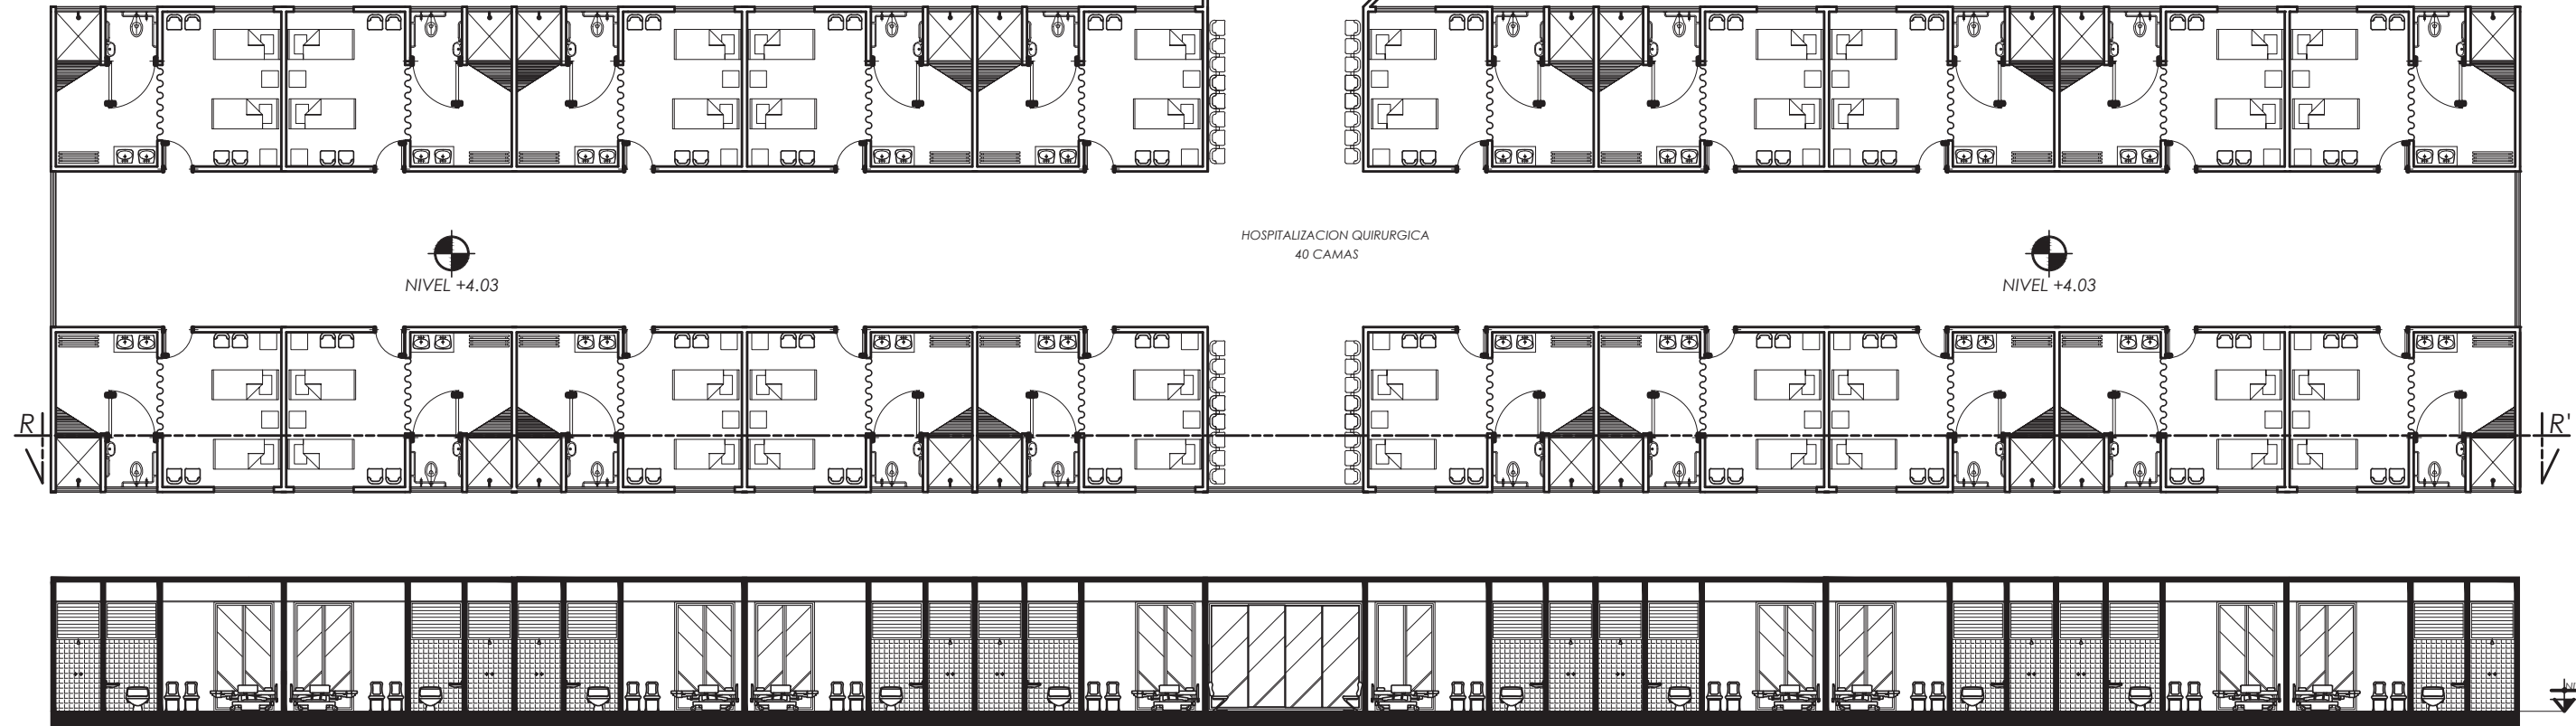 HOSPITALIZACION QUIRURGICA
40 CAMAS
NIVEL +4.03
NIVEL +4.03
R
R'